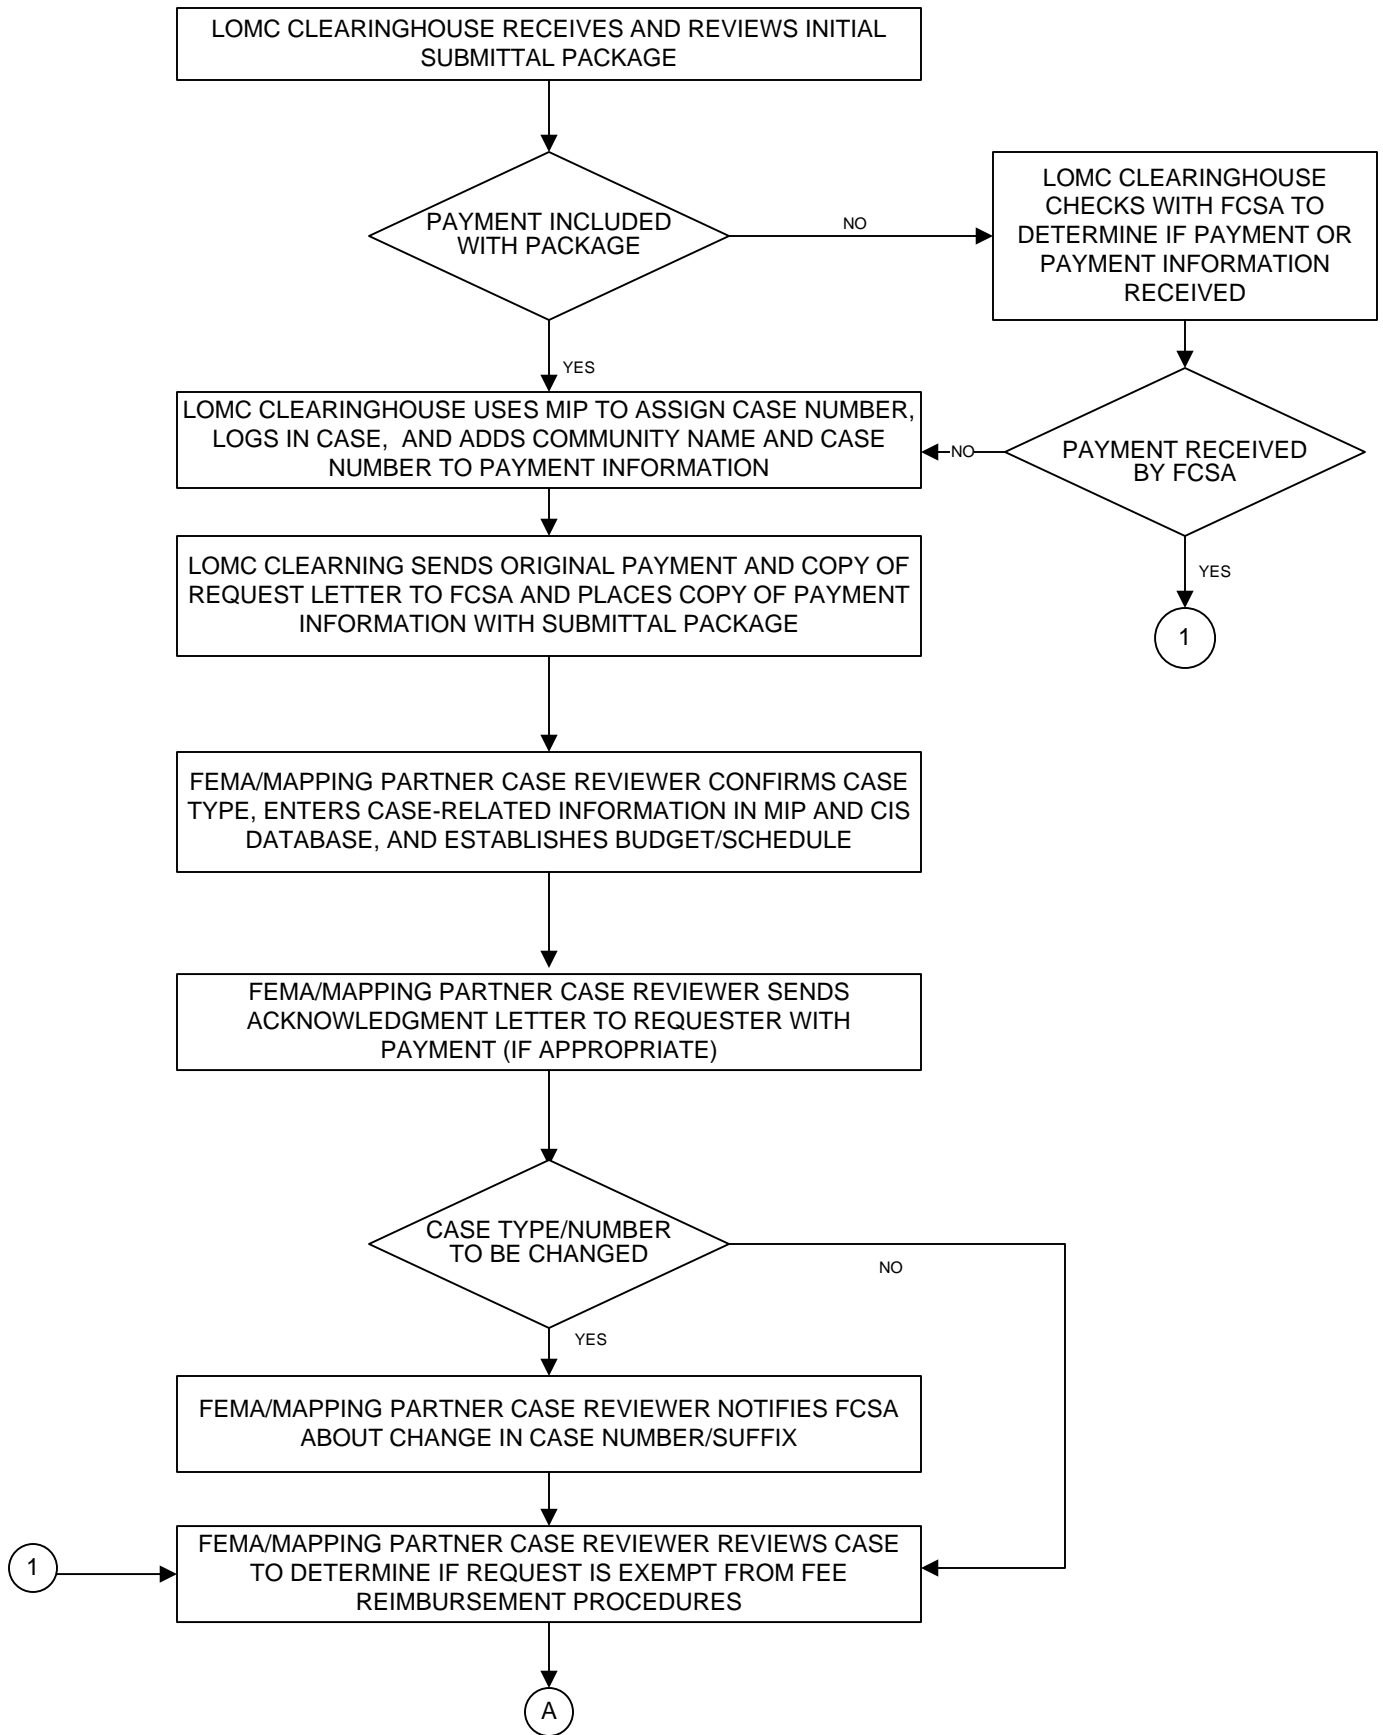 LOMC CLEARINGHOUSE RECEIVES AND REVIEWS INITIAL
SUBMITTAL PACKAGE
PAYMENT INCLUDED
WITH PACKAGE
NO
LOMC CLEARINGHOUSE
CHECKS WITH FCSA TO
DETERMINE IF PAYMENT OR
PAYMENT INFORMATION
RECEIVED
YES
LOMC CLEARINGHOUSE USES MIP TO ASSIGN CASE NUMBER,
LOGS IN CASE, AND ADDS COMMUNITY NAME AND CASE
NUMBER TO PAYMENT INFORMATION
NO
PAYMENT RECEIVED
BY FCSA
YES
1
LOMC CLEARNING SENDS ORIGINAL PAYMENT AND COPY OF
REQUEST LETTER TO FCSA AND PLACES COPY OF PAYMENT
INFORMATION WITH SUBMITTAL PACKAGE
FEMA/MAPPING PARTNER CASE REVIEWER CONFIRMS CASE
TYPE, ENTERS CASE-RELATED INFORMATION IN MIP AND CIS
DATABASE, AND ESTABLISHES BUDGET/SCHEDULE
FEMA/MAPPING PARTNER CASE REVIEWER SENDS
ACKNOWLEDGMENT LETTER TO REQUESTER WITH
PAYMENT (IF APPROPRIATE)
CASE TYPE/NUMBER
TO BE CHANGED
NO
YES
FEMA/MAPPING PARTNER CASE REVIEWER NOTIFIES FCSA
ABOUT CHANGE IN CASE NUMBER/SUFFIX
1
FEMA/MAPPING PARTNER CASE REVIEWER REVIEWS CASE
TO DETERMINE IF REQUEST IS EXEMPT FROM FEE
REIMBURSEMENT PROCEDURES
A